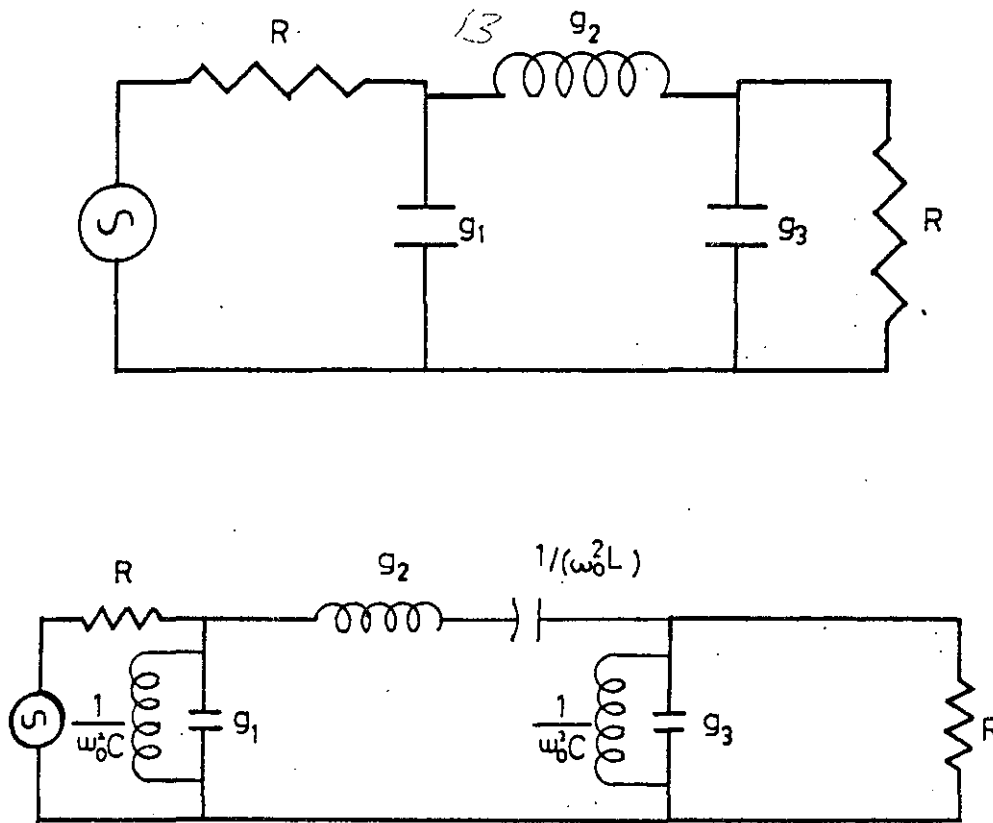 13
R
g₂
g₁
g₃
R
1/(ω₀²L)
g₂
R
1/ω₀²C
g₁
1/ω₀²C
g₃
R